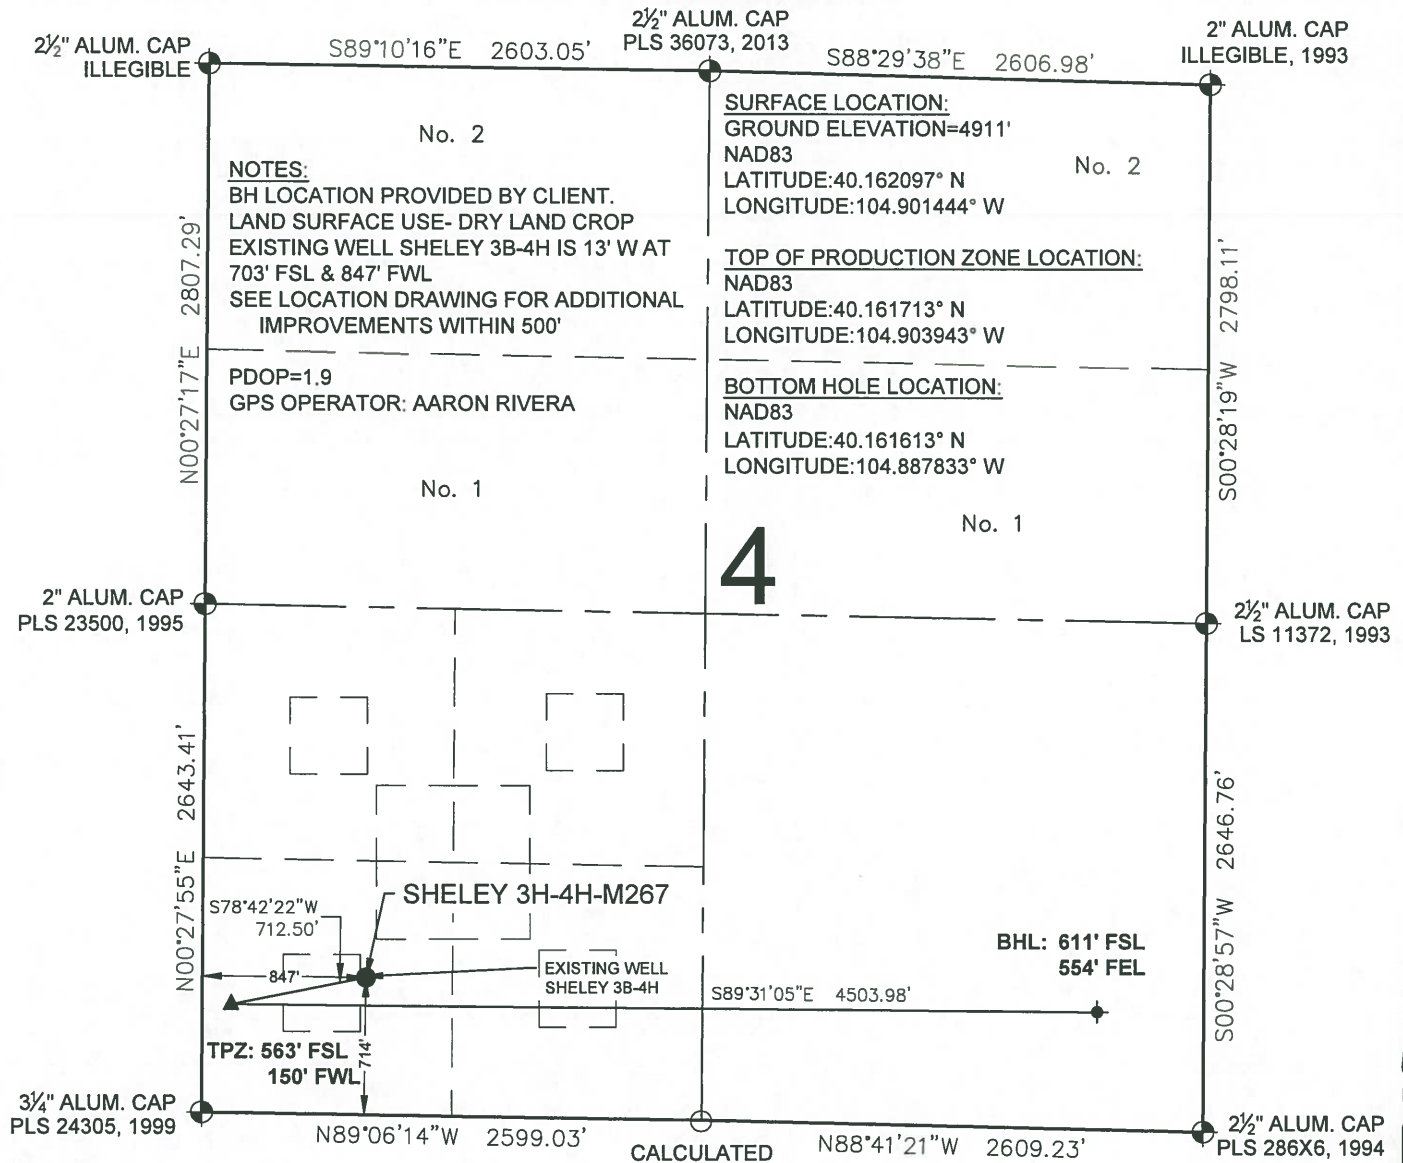 2½" ALUM. CAP
ILLEGIBLE
S89°10'16"E 2603.05'
2½" ALUM. CAP
PLS 36073, 2013
S88°29'38"E 2606.98'
2" ALUM. CAP
ILLEGIBLE, 1993
No. 2
NOTES:
BH LOCATION PROVIDED BY CLIENT.
LAND SURFACE USE- DRY LAND CROP
EXISTING WELL SHELEY 3B-4H IS 13' W AT
703' FSL & 847' FWL
SEE LOCATION DRAWING FOR ADDITIONAL
IMPROVEMENTS WITHIN 500'
PDOP=1.9
GPS OPERATOR: AARON RIVERA
No. 1
SURFACE LOCATION:
GROUND ELEVATION=4911'
NAD83
LATITUDE:40.162097° N
LONGITUDE:104.901444° W
No. 2
TOP OF PRODUCTION ZONE LOCATION:
NAD83
LATITUDE:40.161713° N
LONGITUDE:104.903943° W
BOTTOM HOLE LOCATION:
NAD83
LATITUDE:40.161613° N
LONGITUDE:104.887833° W
No. 1
4
N00°27'17"E 2807.29'
S00°28'19"W 2798.11'
2" ALUM. CAP
PLS 23500, 1995
2½" ALUM. CAP
LS 11372, 1993
N00°27'55"E 2643.41'
S00°28'57"W 2646.76'
SHELEY 3H-4H-M267
S78°42'22"W
712.50'
847'
EXISTING WELL
SHELEY 3B-4H
BHL: 611' FSL
554' FEL
S89°31'05"E 4503.98'
TPZ: 563' FSL
150' FWL
714'
3¼" ALUM. CAP
PLS 24305, 1999
N89°06'14"W 2599.03'
CALCULATED
N88°41'21"W 2609.23'
2½" ALUM. CAP
PLS 286X6, 1994